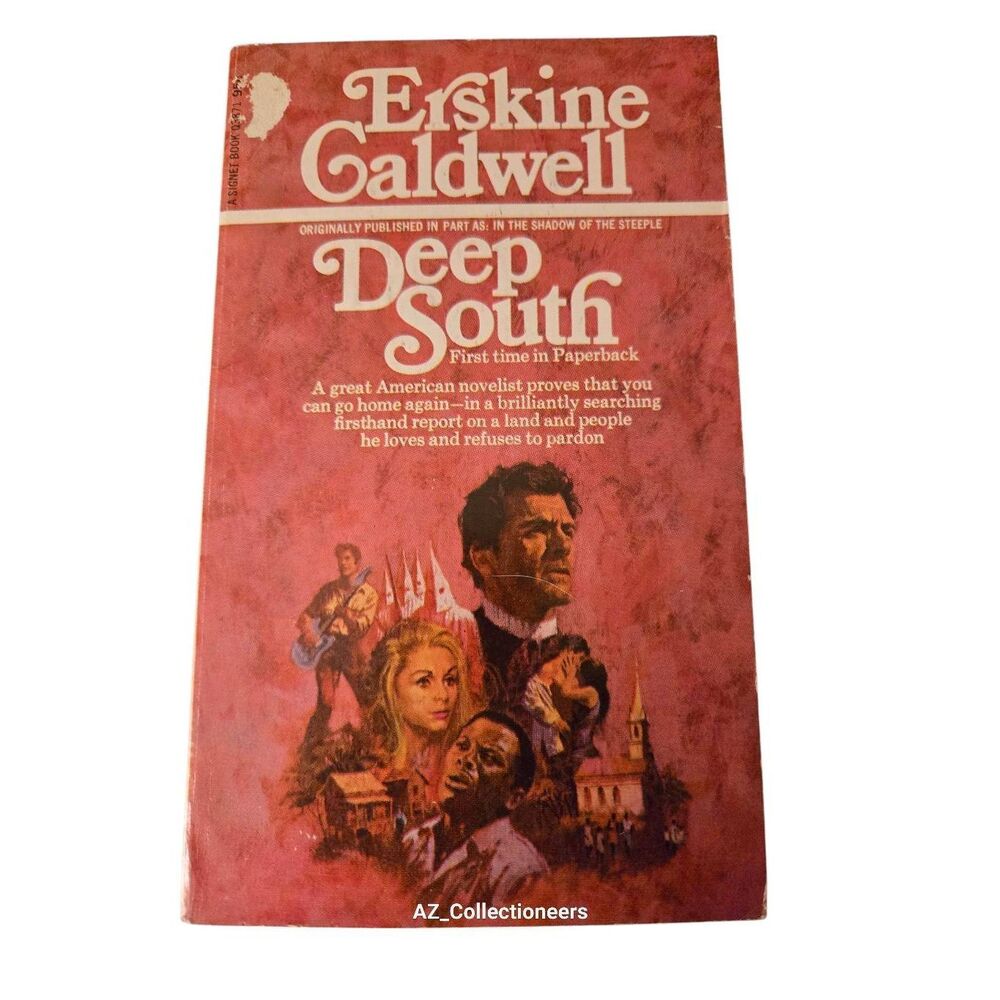 A SIGNET BOOK Q3871 95¢
Erskine
Caldwell
ORIGINALLY PUBLISHED IN PART AS: IN THE SHADOW OF THE STEEPLE
Deep
South
First time in Paperback
A great American novelist proves that you
can go home again—in a brilliantly searching
firsthand report on a land and people
he loves and refuses to pardon
AZ_Collectioneers